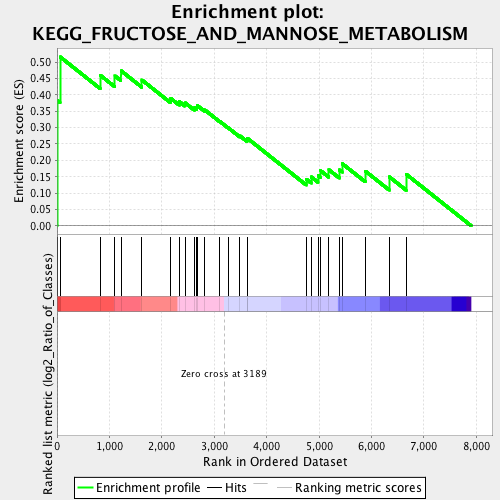 Enrichment plot:
KEGG_FRUCTOSE_AND_MANNOSE_METABOLISM
Enrichment score (ES)
0.50
0.45
0.40
0.35
0.30
0.25
0.20
0.15
0.10
0.05
0.00
Ranked list metric (log2_Ratio_of_Classes)
Zero cross at 3189
0 1,000 2,000 3,000 4,000 5,000 6,000 7,000 8,000
Rank in Ordered Dataset
Enrichment profile Hits Ranking metric scores